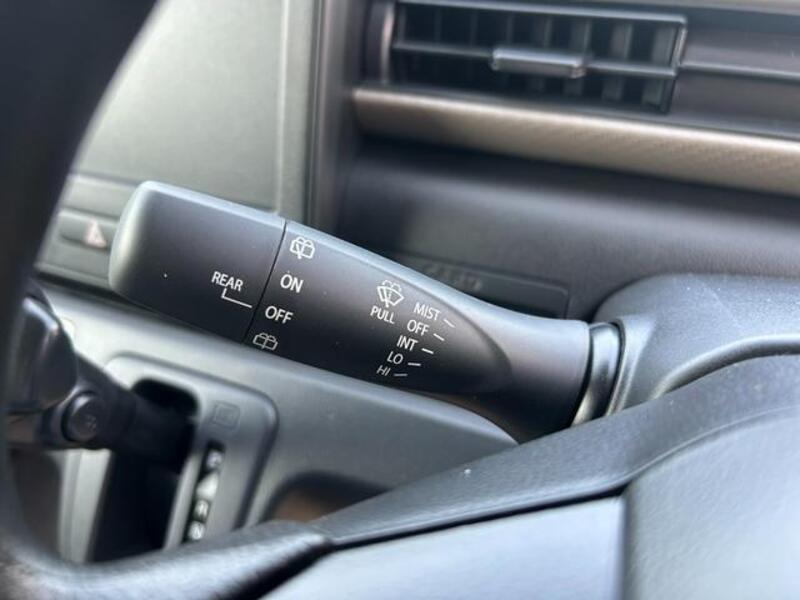 REAR
ON
OFF
PULL
MIST
OFF
INT
LO
HI